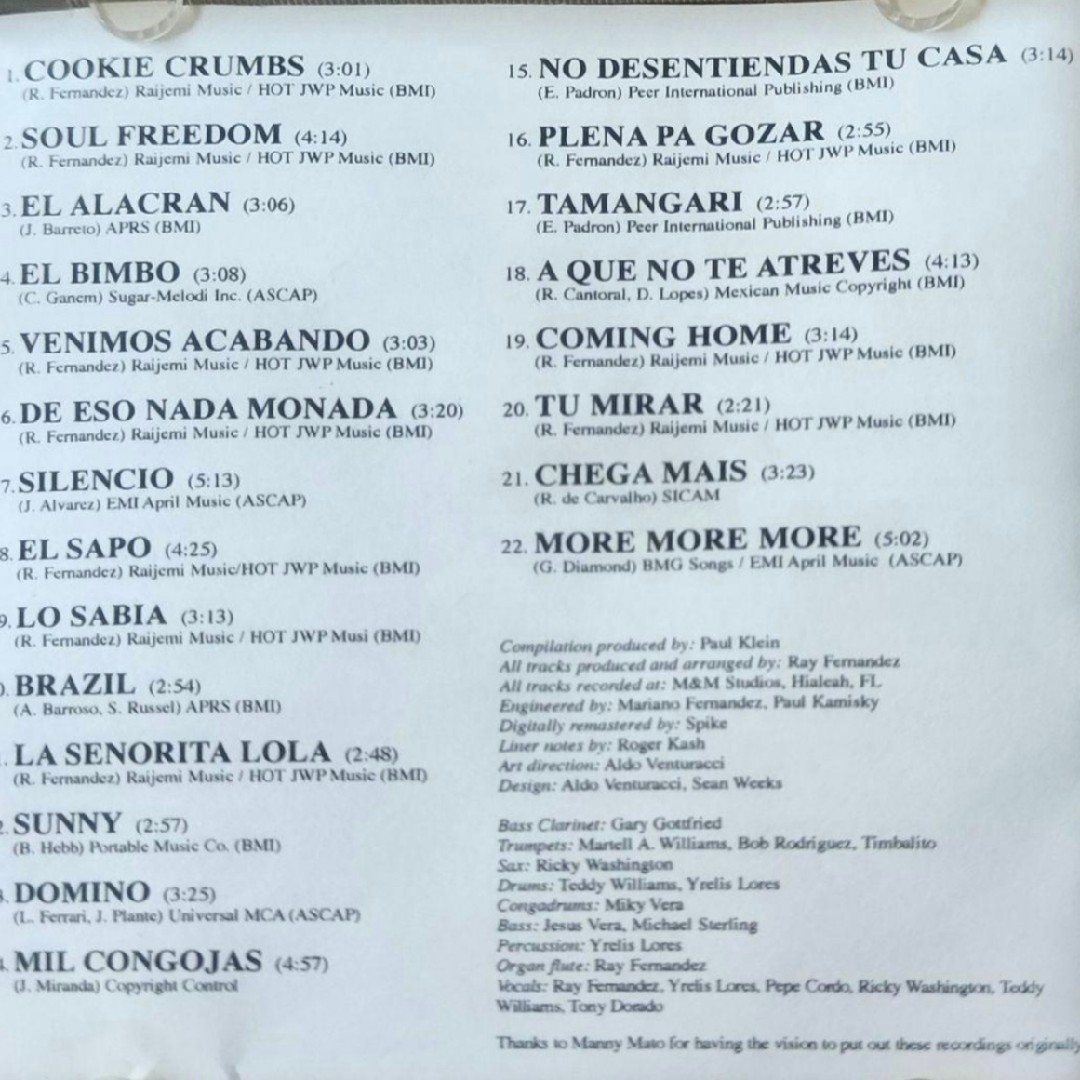 1. COOKIE CRUMBS (3:01)
(R. Fernandez) Raijemi Music / HOT JWP Music (BMI)
2. SOUL FREEDOM (4:14)
(R. Fernandez) Raijemi Music / HOT JWP Music (BMI)
3. EL ALACRAN (3:06)
(J. Barreto) APRS (BMI)
4. EL BIMBO (3:08)
(C. Ganem) Sugar-Melodi Inc. (ASCAP)
5. VENIMOS ACABANDO (3:03)
(R. Fernandez) Raijemi Music / HOT JWP Music (BMI)
6. DE ESO NADA MONADA (3:20)
(R. Fernandez) Raijemi Music / HOT JWP Music (BMI)
7. SILENCIO (5:13)
(J. Alvarez) EMI April Music (ASCAP)
8. EL SAPO (4:25)
(R. Fernandez) Raijemi Music/HOT JWP Music (BMI)
9. LO SABIA (3:13)
(R. Fernandez) Raijemi Music / HOT JWP Musi (BMI)
0. BRAZIL (2:54)
(A. Barroso, S. Russel) APRS (BMI)
. LA SENORITA LOLA (2:48)
(R. Fernandez) Raijemi Music / HOT JWP Music (BMI)
2. SUNNY (2:57)
(B. Hebb) Portable Music Co. (BMI)
3. DOMINO (3:25)
(L. Ferrari, J. Plante) Universal MCA (ASCAP)
4. MIL CONGOJAS (4:57)
(J. Miranda) Copyright Control
15. NO DESENTIENDAS TU CASA (3:14)
(E. Padron) Peer International Publishing (BMI)
16. PLENA PA GOZAR (2:55)
(R. Fernandez) Raijemi Music / HOT JWP Music (BMI)
17. TAMANGARI (2:57)
(E. Padron) Peer International Publishing (BMI)
18. A QUE NO TE ATREVES (4:13)
(R. Cantoral, D. Lopes) Mexican Music Copyright (BMI)
19. COMING HOME (3:14)
(R. Fernandez) Raijemi Music / HOT JWP Music (BMI)
20. TU MIRAR (2:21)
(R. Fernandez) Raijemi Music / HOT JWP Music (BMI)
21. CHEGA MAIS (3:23)
(R. de Carvalho) SICAM
22. MORE MORE MORE (5:02)
(G. Diamond) BMG Songs / EMI April Music (ASCAP)
Compilation produced by: Paul Klein
All tracks produced and arranged by: Ray Fernandez
All tracks recorded at: M&M Studios, Hialeah, FL
Engineered by: Mariano Fernandez, Paul Kamisky
Digitally remastered by: Spike
Liner notes by: Roger Kash
Art direction: Aldo Venturacci
Design: Aldo Venturacci, Sean Weeks
Bass Clarinet: Gary Gottfried
Trumpets: Martell A. Williams, Bob Rodriguez, Timbalito
Sax: Ricky Washington
Drums: Teddy Williams, Yrelis Lores
Congadrums: Miky Vera
Bass: Jesus Vera, Michael Sterling
Percussion: Yrelis Lores
Organ flute: Ray Fernandez
Vocals: Ray Fernandez, Yrelis Lores, Pepe Cordo, Ricky Washington, Teddy
Williams, Tony Dorado
Thanks to Manny Mato for having the vision to put out these recordings originally